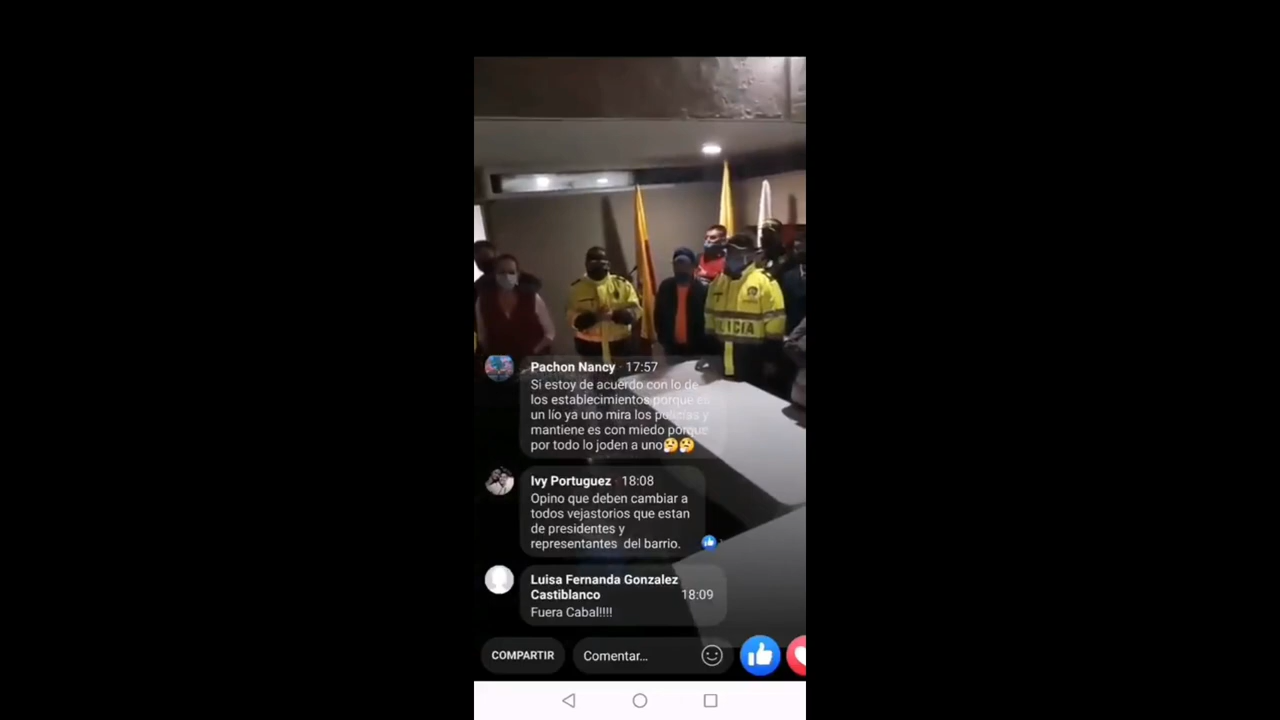 LICIA
Pachon Nancy · 17:57
Si estoy de acuerdo con lo de
los establecimientos porque es
un lío ya uno mira los policías y
mantiene es con miedo porque
por todo lo joden a uno🤔🤔
Ivy Portuguez · 18:08
Opino que deben cambiar a
todos vejastorios que estan
de presidentes y
representantes del barrio.
Luisa Fernanda Gonzalez
Castiblanco 18:09
Fuera Cabal!!!!
COMPARTIR
Comentar...